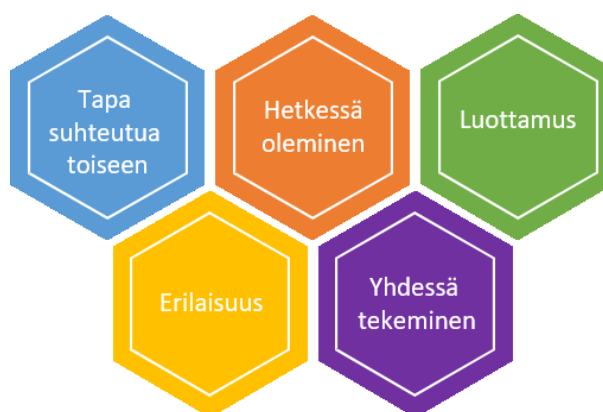 Tapa
suhteutua
toiseen
Hetkessä
oleminen
Luottamus
Erilaisuus
Yhdessä
tekeminen